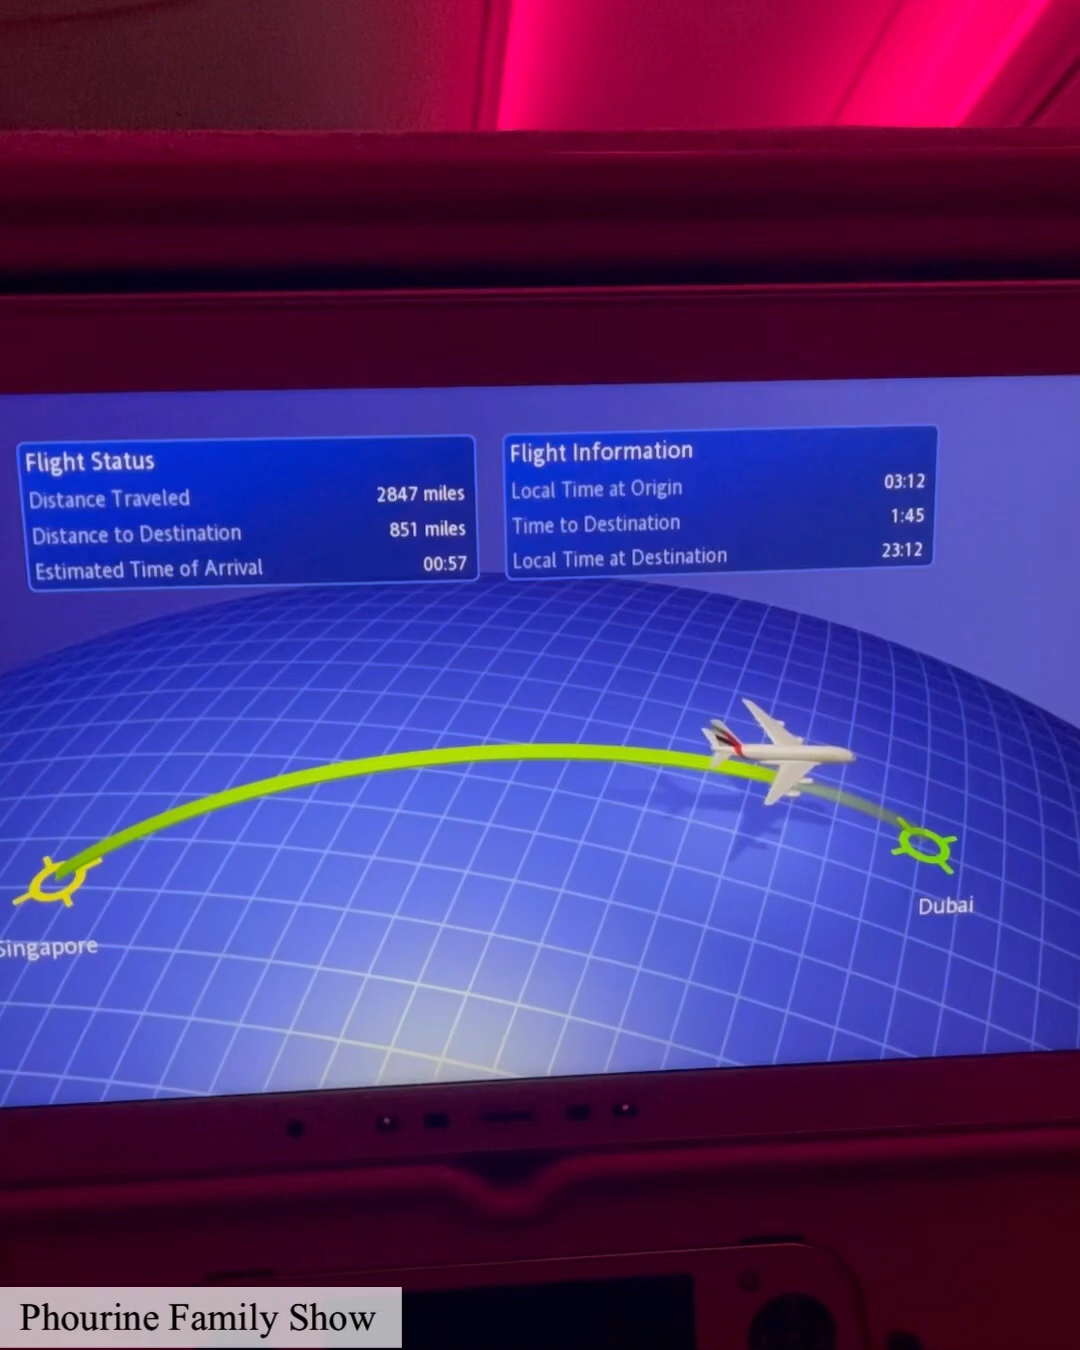 Flight Status
Distance Traveled 2847 miles
Distance to Destination 851 miles
Estimated Time of Arrival 00:57
Flight Information
Local Time at Origin 03:12
Time to Destination 1:45
Local Time at Destination 23:12
Dubai
Singapore
Phourine Family Show